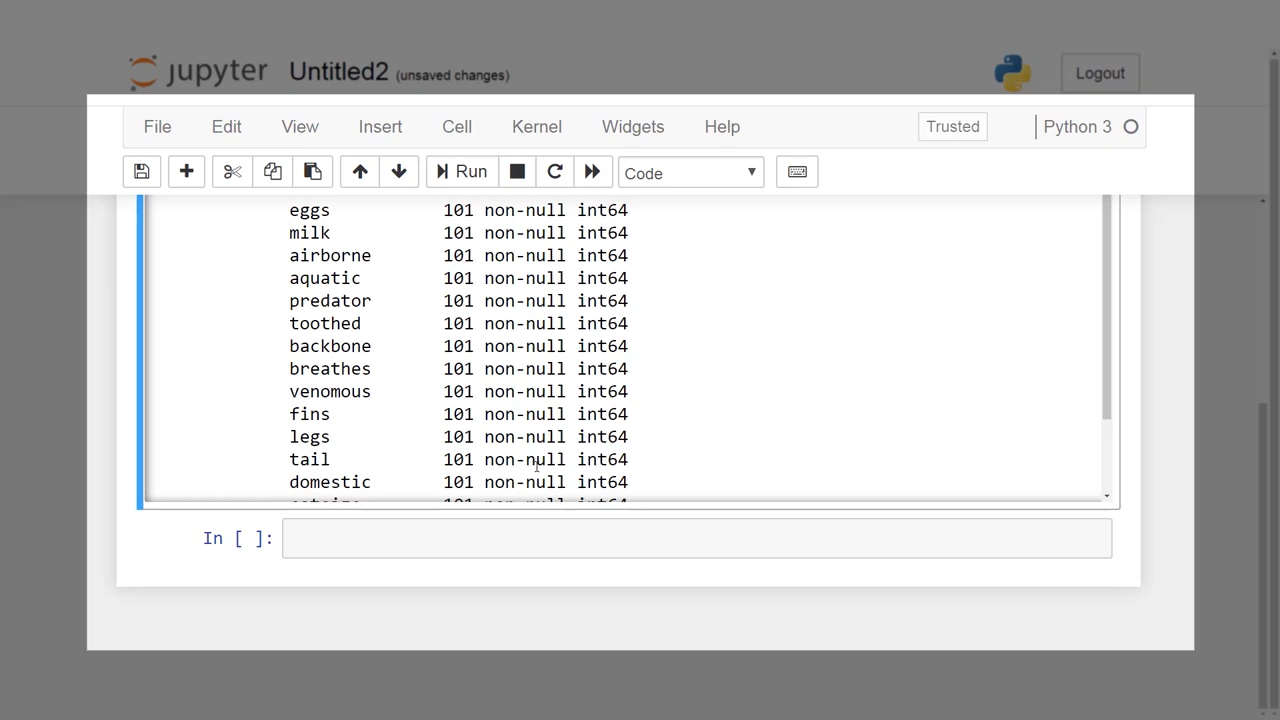 jupyter Untitled2 (unsaved changes) Logout
File Edit View Insert Cell Kernel Widgets Help Trusted Python 3
Run Code
eggs 101 non-null int64
milk 101 non-null int64
airborne 101 non-null int64
aquatic 101 non-null int64
predator 101 non-null int64
toothed 101 non-null int64
backbone 101 non-null int64
breathes 101 non-null int64
venomous 101 non-null int64
fins 101 non-null int64
legs 101 non-null int64
tail 101 non-null int64
domestic 101 non-null int64
In [ ]: